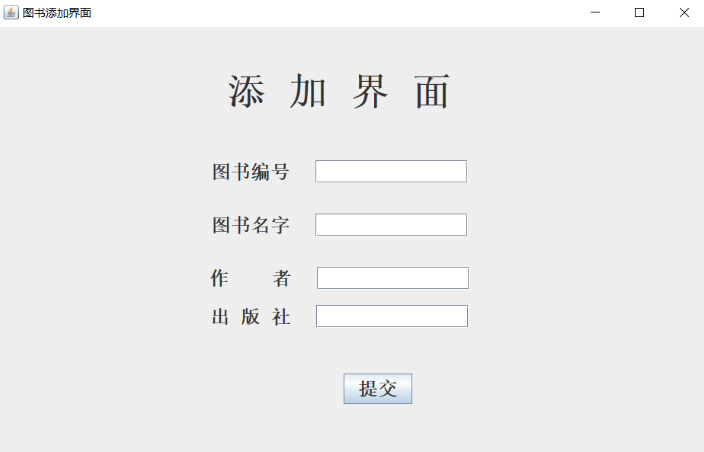 图书添加界面
添 加 界 面
图书编号
图书名字
作 者
出 版 社
提交